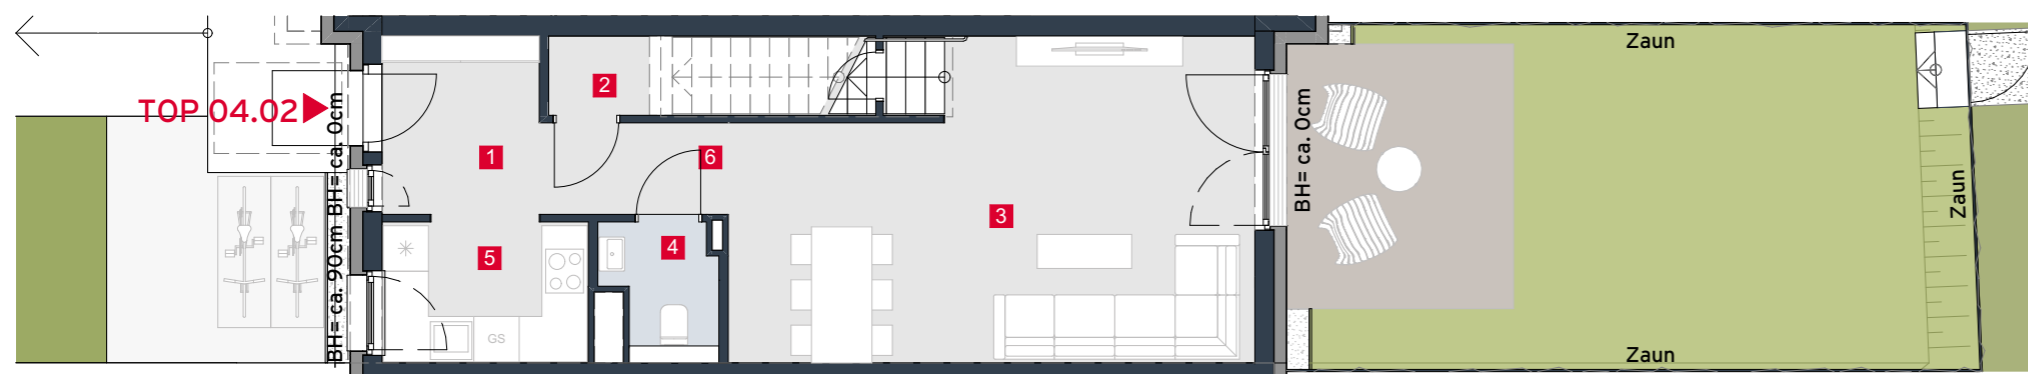 TOP 04.02
BH= ca. 0cm
BH= ca. 90cm
1
2
3
4
5
6
GS
BH= ca. 0cm
Zaun
Zaun
Zaun